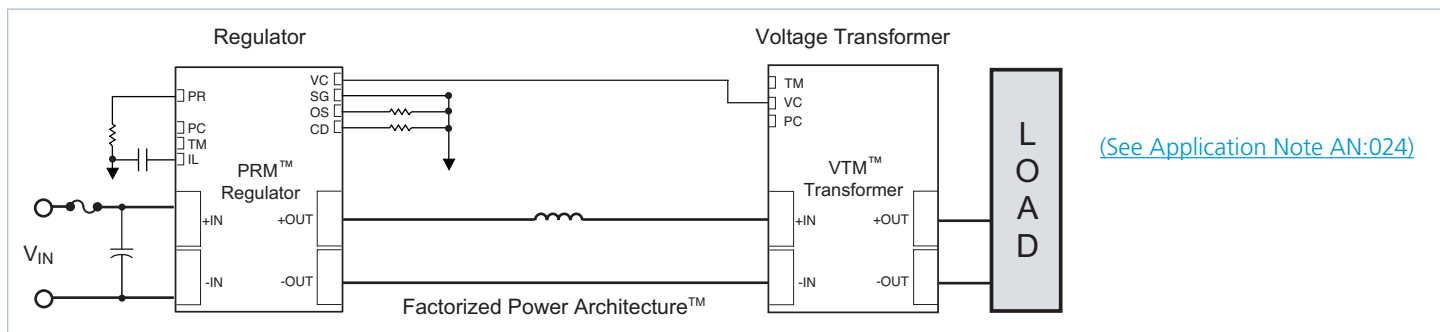 Regulator
Voltage Transformer
PR
PC
TM
IL
VC
SG
OS
CD
PRM™
Regulator
+IN
-IN
+OUT
-OUT
VIN
Factorized Power Architecture™
TM
VC
PC
VTM™
Transformer
+IN
-IN
+OUT
-OUT
L
O
A
D
(See Application Note AN:024)